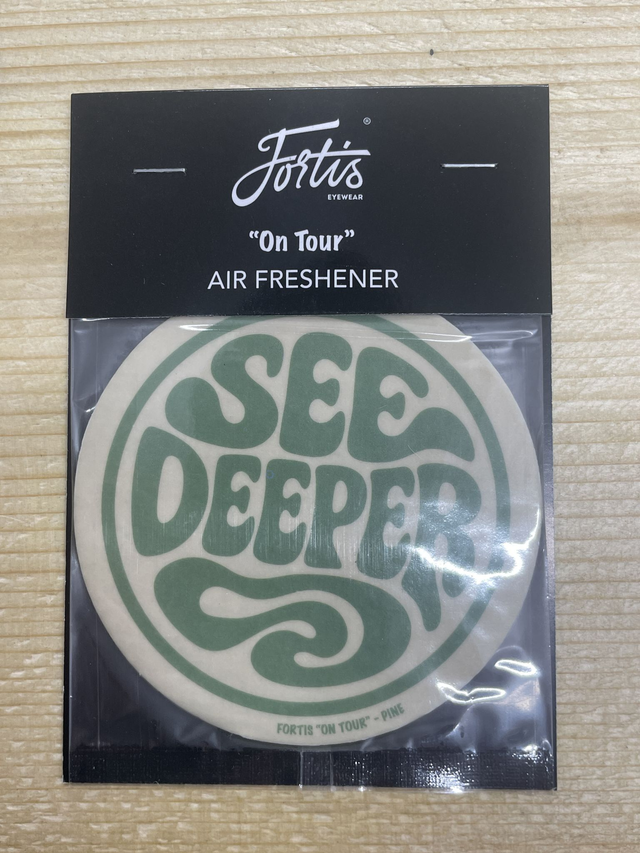 Fortis®
EYEWEAR
“On Tour”
AIR FRESHENER
SEE
DEEPER
FORTIS "ON TOUR" - PINE